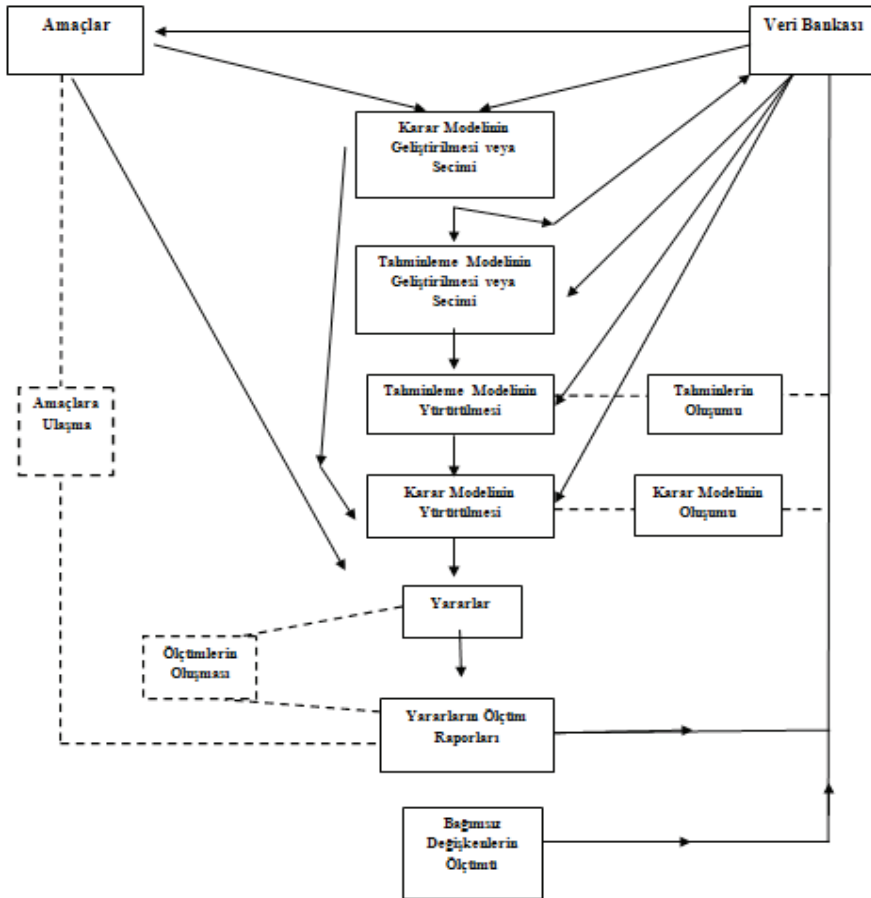 Amaçlar
Veri Bankası
Karar Modelinin
Geliştirilmesi veya
Secimi
Tahminleme Modelinin
Geliştirilmesi veya
Secimi
Amaçlara
Ulaşma
Tahminleme Modelinin
Yürütülmesi
Tahminlerin
Oluşumu
Karar Modelinin
Yürütülmesi
Karar Modelinin
Oluşumu
Yararlar
Ölçümlerin
Oluşması
Yararların Ölçüm
Raporları
Bağımsız
Değişkenlerin
Ölçümü